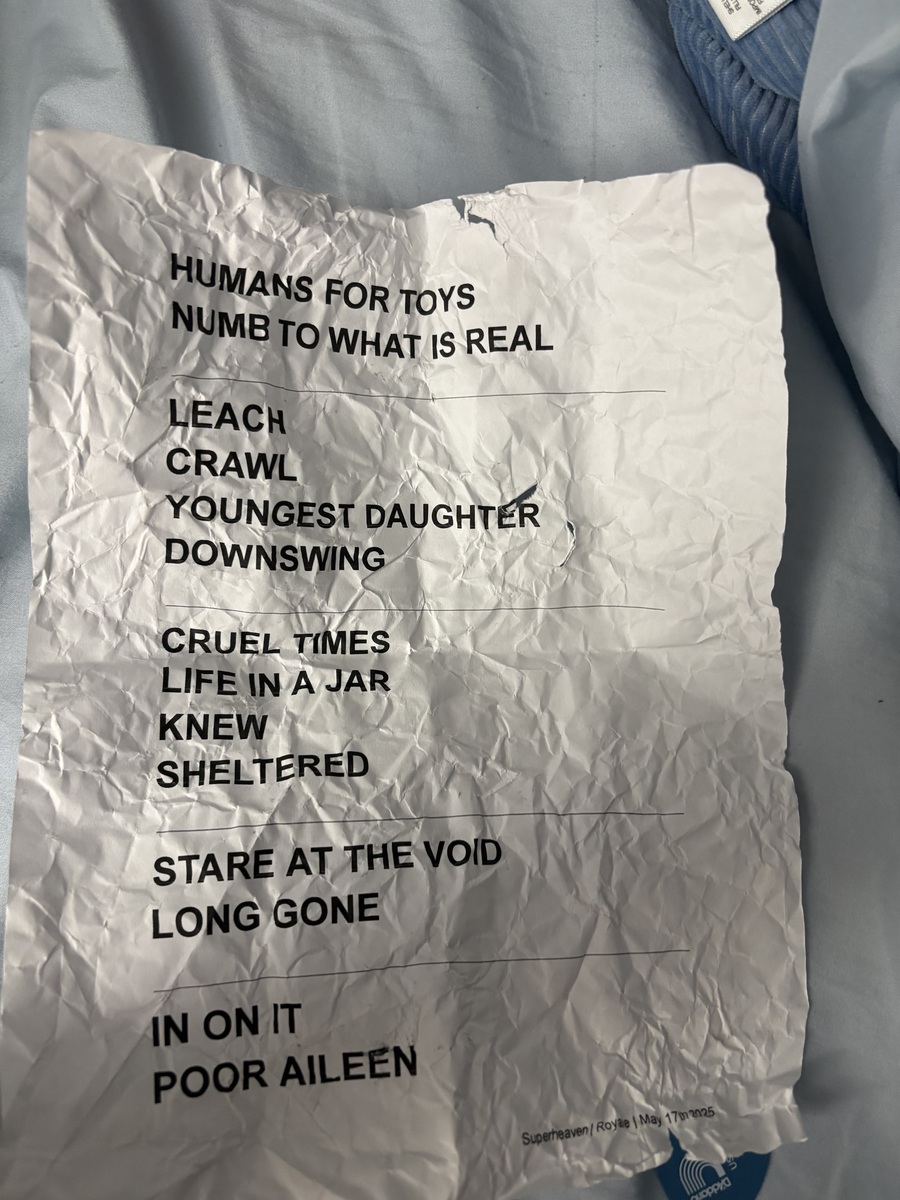 HUMANS FOR TOYS
NUMB TO WHAT IS REAL
LEACH
CRAWL
YOUNGEST DAUGHTER
DOWNSWING
CRUEL TIMES
LIFE IN A JAR
KNEW
SHELTERED
STARE AT THE VOID
LONG GONE
IN ON IT
POOR AILEEN
Superheaven / | May 17th 2025
D'Addario